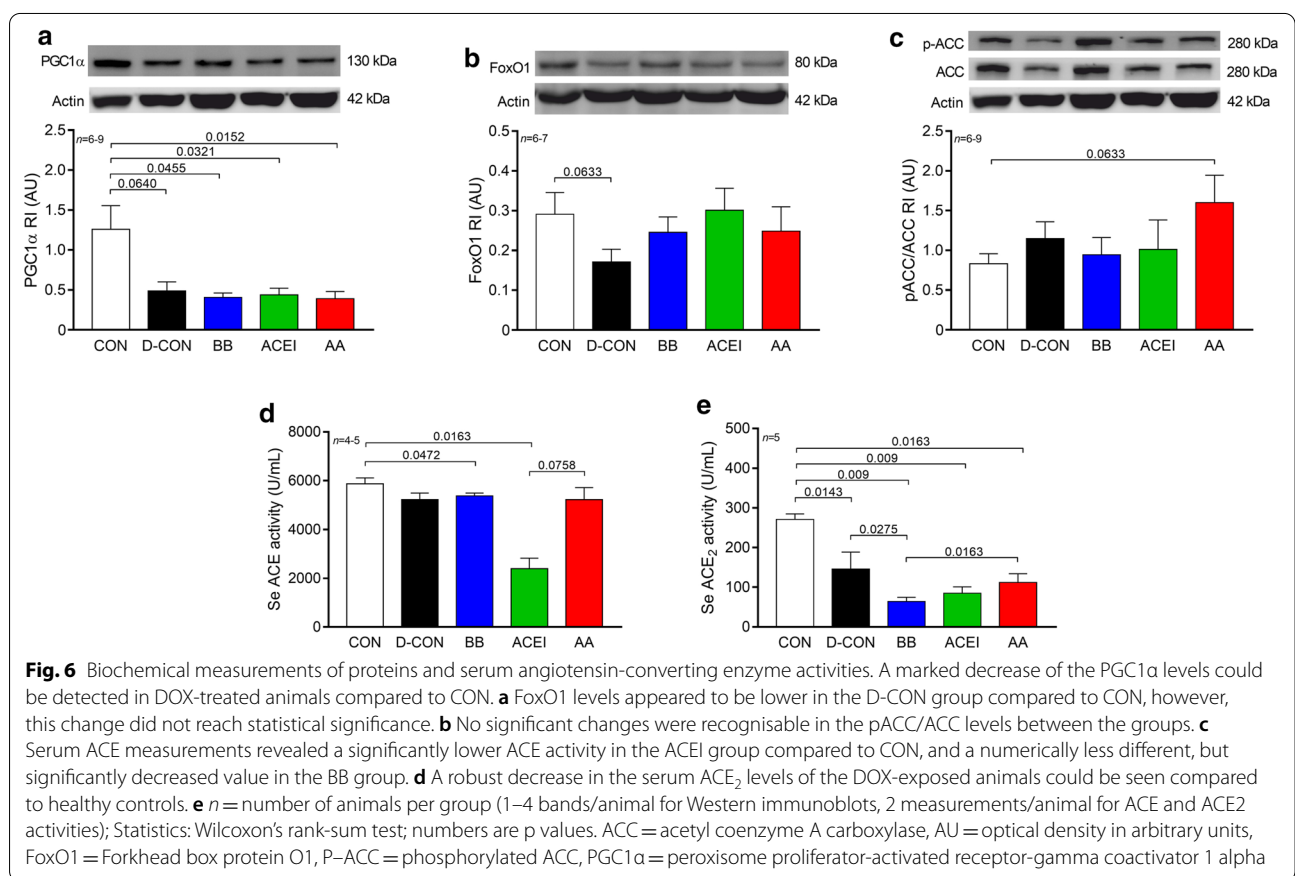 a
PGC1α 130 kDa
Actin 42 kDa
n=6-9
0.0152
0.0321
0.0455
0.0640
PGC1α RI (AU)
2.5
2.0
1.5
1.0
0.5
0
CON D-CON BB ACEI AA
b
FoxO1 80 kDa
Actin 42 kDa
n=6-7
0.0633
FoxO1 RI (AU)
0.5
0.4
0.3
0.2
0.1
0
CON D-CON BB ACEI AA
c
p-ACC 280 kDa
ACC 280 kDa
Actin 42 kDa
n=6-9
0.0633
pACC/ACC RI (AU)
2.5
2.0
1.5
1.0
0.5
0
CON D-CON BB ACEI AA
d
n=4-5
0.0163
0.0472
0.0758
Se ACE activity (U/mL)
8000
6000
4000
2000
0
CON D-CON BB ACEI AA
e
n=5
0.0163
0.009
0.009
0.0143
0.0275
0.0163
Se ACE₂ activity (U/mL)
500
400
300
200
100
0
CON D-CON BB ACEI AA
Fig. 6 Biochemical measurements of proteins and serum angiotensin-converting enzyme activities. A marked decrease of the PGC1α levels could
be detected in DOX-treated animals compared to CON. a FoxO1 levels appeared to be lower in the D-CON group compared to CON, however,
this change did not reach statistical significance. b No significant changes were recognisable in the pACC/ACC levels between the groups. c
Serum ACE measurements revealed a significantly lower ACE activity in the ACEI group compared to CON, and a numerically less different, but
significantly decreased value in the BB group. d A robust decrease in the serum ACE₂ levels of the DOX-exposed animals could be seen compared
to healthy controls. e n = number of animals per group (1–4 bands/animal for Western immunoblots, 2 measurements/animal for ACE and ACE2
activities); Statistics: Wilcoxon's rank-sum test; numbers are p values. ACC = acetyl coenzyme A carboxylase, AU = optical density in arbitrary units,
FoxO1 = Forkhead box protein O1, P–ACC = phosphorylated ACC, PGC1α = peroxisome proliferator-activated receptor-gamma coactivator 1 alpha